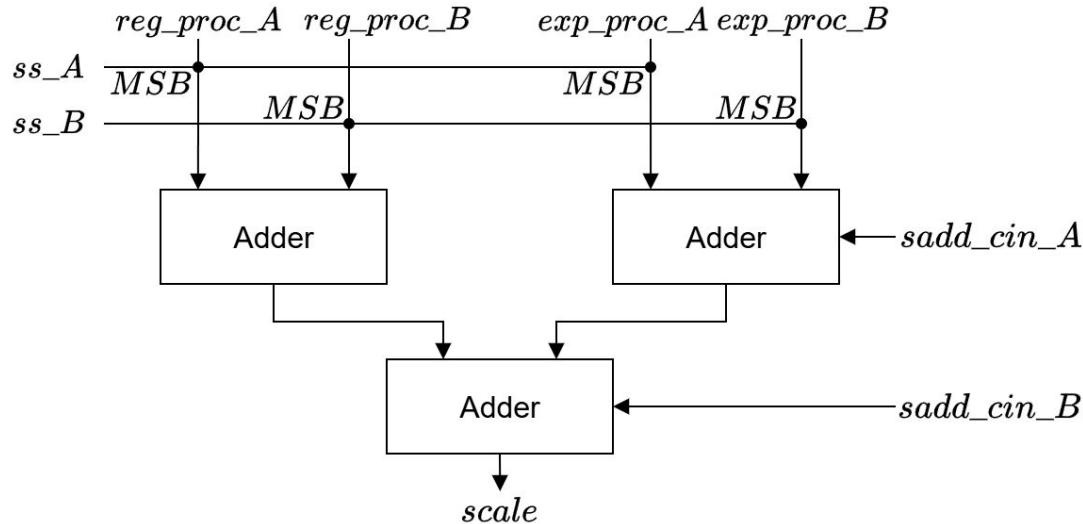 reg_proc_A reg_proc_B exp_proc_A exp_proc_B
ss_A
MSB MSB
MSB MSB
ss_B
Adder Adder
sadd_cin_A
Adder
sadd_cin_B
scale